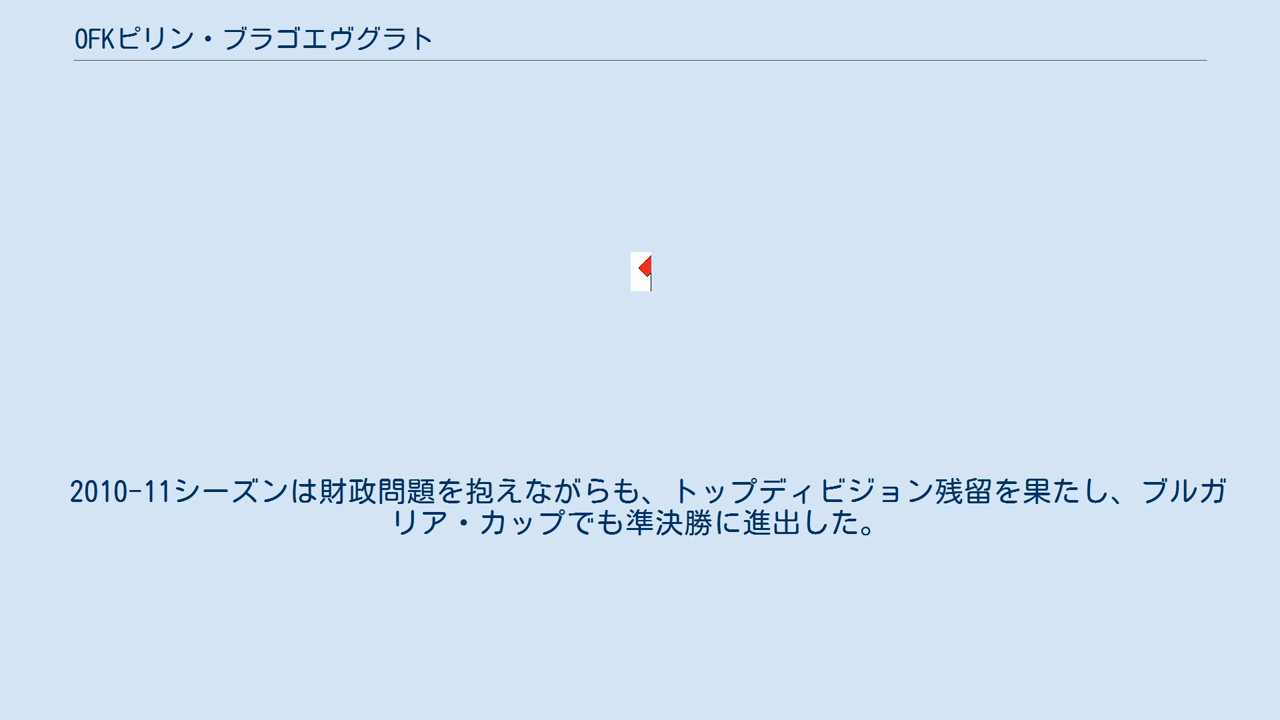 OFKピリン・ブラゴエヴグラト
2010-11シーズンは財政問題を抱えながらも、トップディビジョン残留を果たし、ブルガ
リア・カップでも準決勝に進出した。